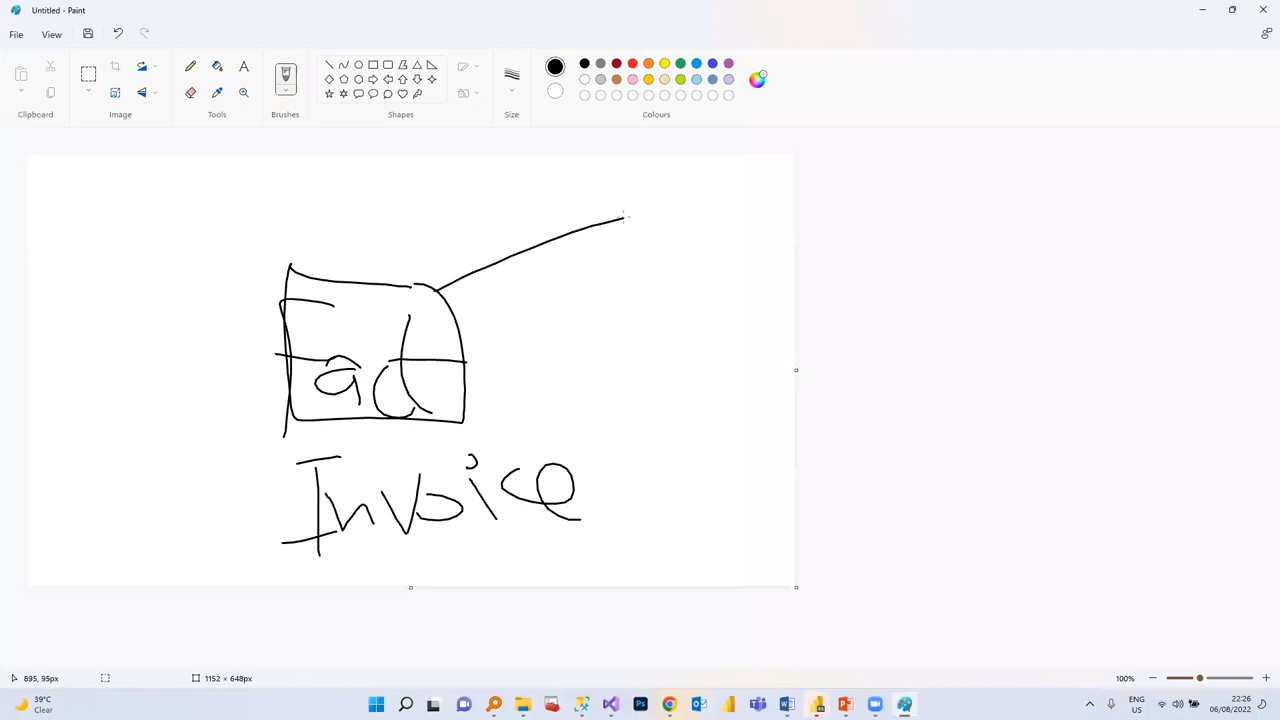 Untitled - Paint
File
View
Clipboard
Image
Tools
Brushes
Shapes
Size
Colours
ad
Invoice
895, 95px
1152 × 648px
100%
39°C
Clear
ENG
US
22:26
06/08/2022